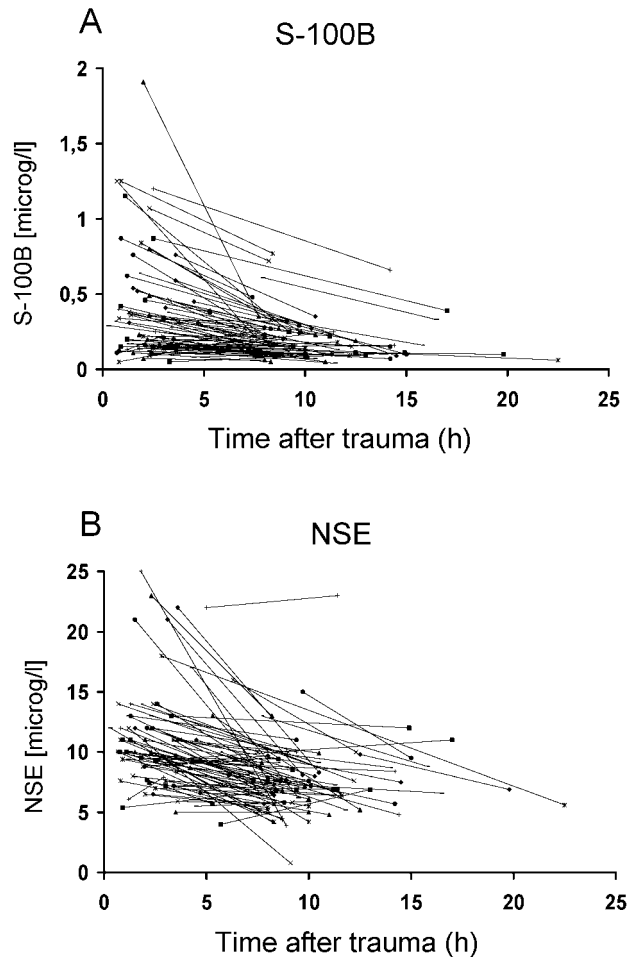 A
S-100B
2
1,5
1
0,5
0
S-100B [microg/l]
0 5 10 15 20 25
Time after trauma (h)
B
NSE
25
20
15
10
5
0
NSE [microg/l]
0 5 10 15 20 25
Time after trauma (h)